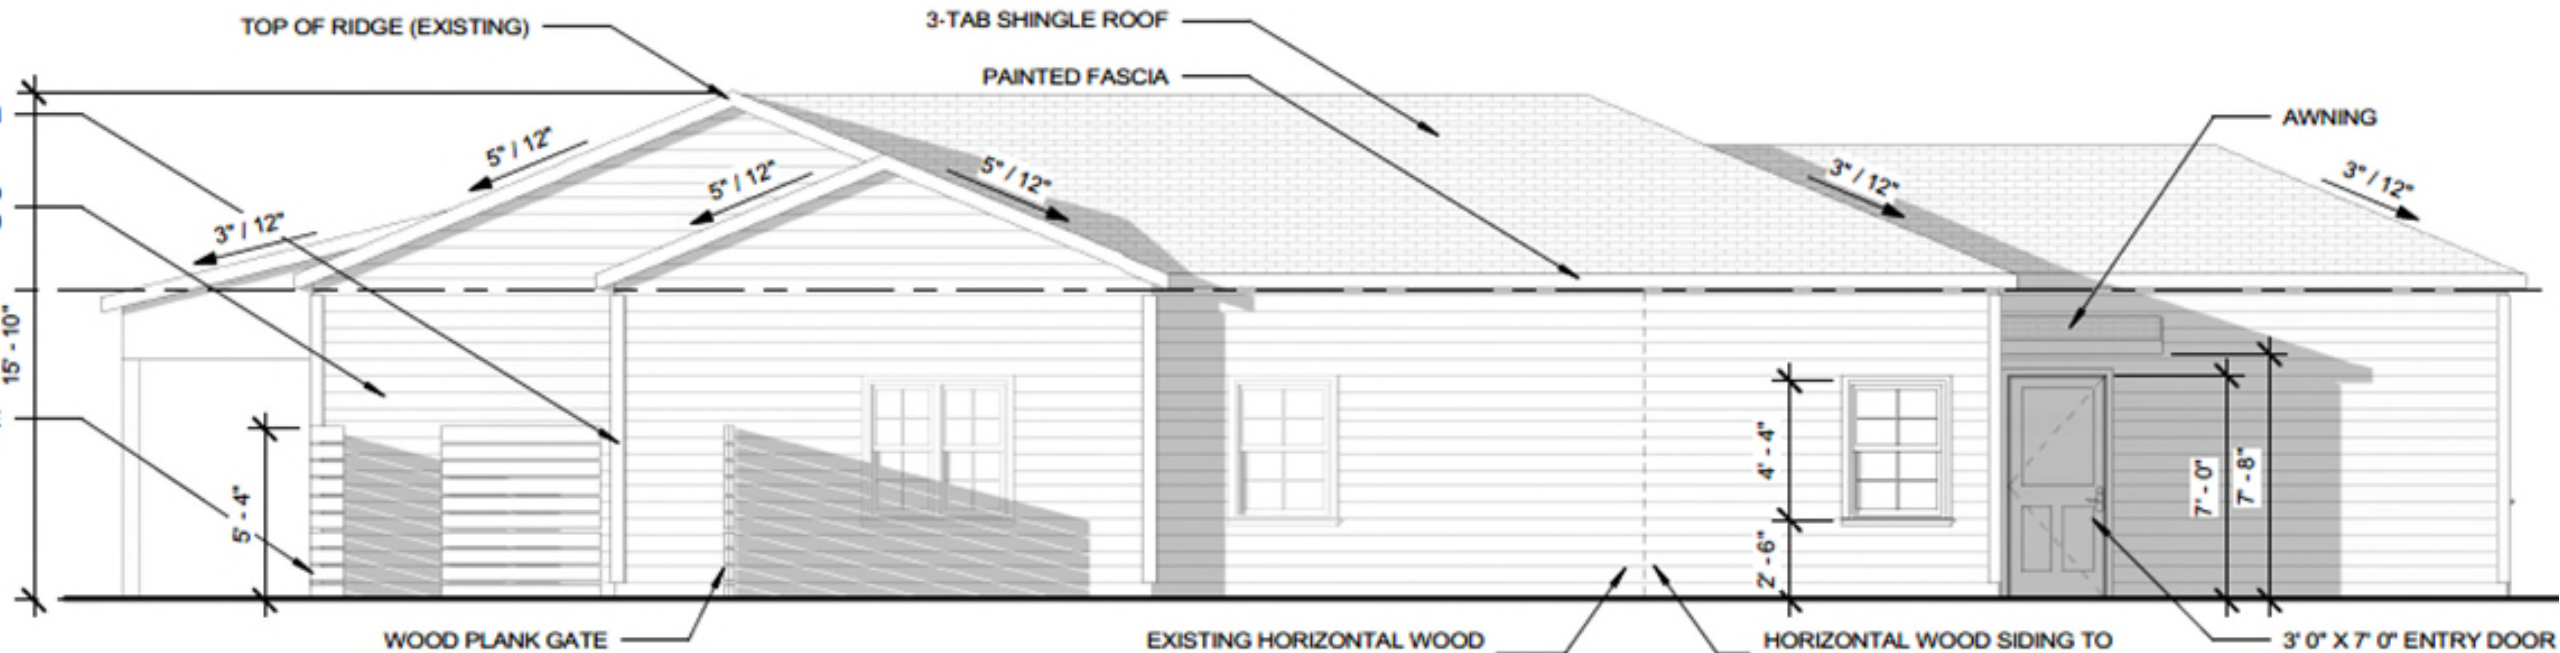 TOP OF RIDGE (EXISTING)
3-TAB SHINGLE ROOF
PAINTED FASCIA
AWNING
5" / 12"
5" / 12"
5" / 12"
3" / 12"
3" / 12"
3" / 12"
15' - 10"
5' - 4"
4' - 4"
2' - 6"
7' - 0"
7' - 8"
WOOD PLANK GATE
EXISTING HORIZONTAL WOOD
HORIZONTAL WOOD SIDING TO
3' 0" X 7' 0" ENTRY DOOR